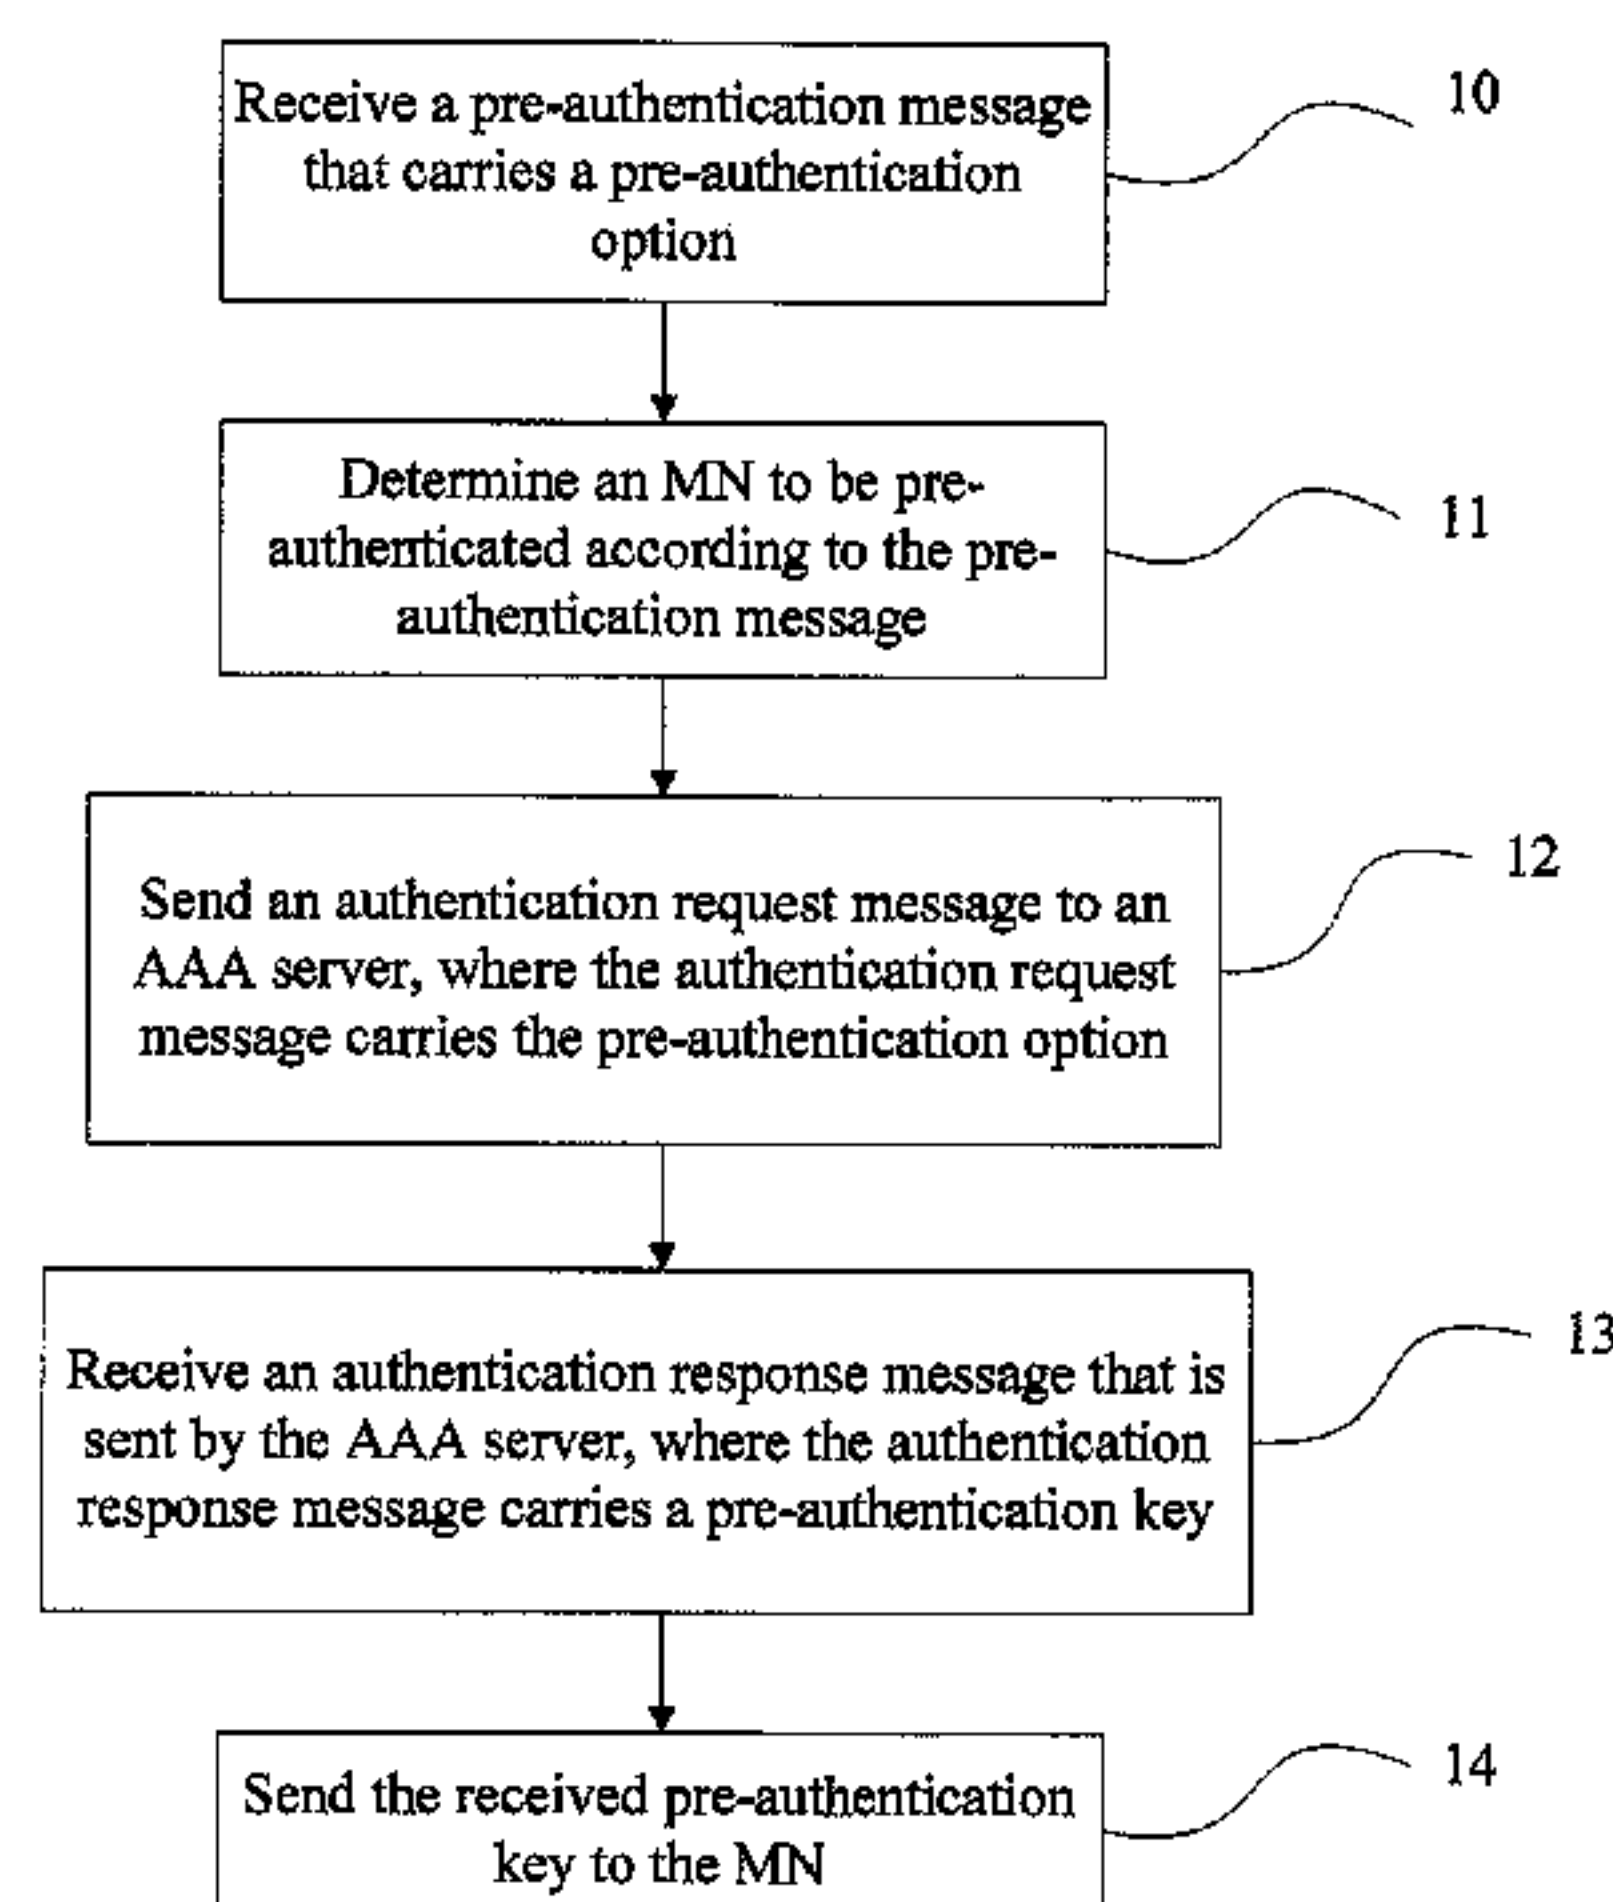 Receive a pre-authentication message
that carries a pre-authentication
option
10
Determine an MN to be pre-
authenticated according to the pre-
authentication message
11
Send an authentication request message to an
AAA server, where the authentication request
message carries the pre-authentication option
12
Receive an authentication response message that is
sent by the AAA server, where the authentication
response message carries a pre-authentication key
13
Send the received pre-authentication
key to the MN
14